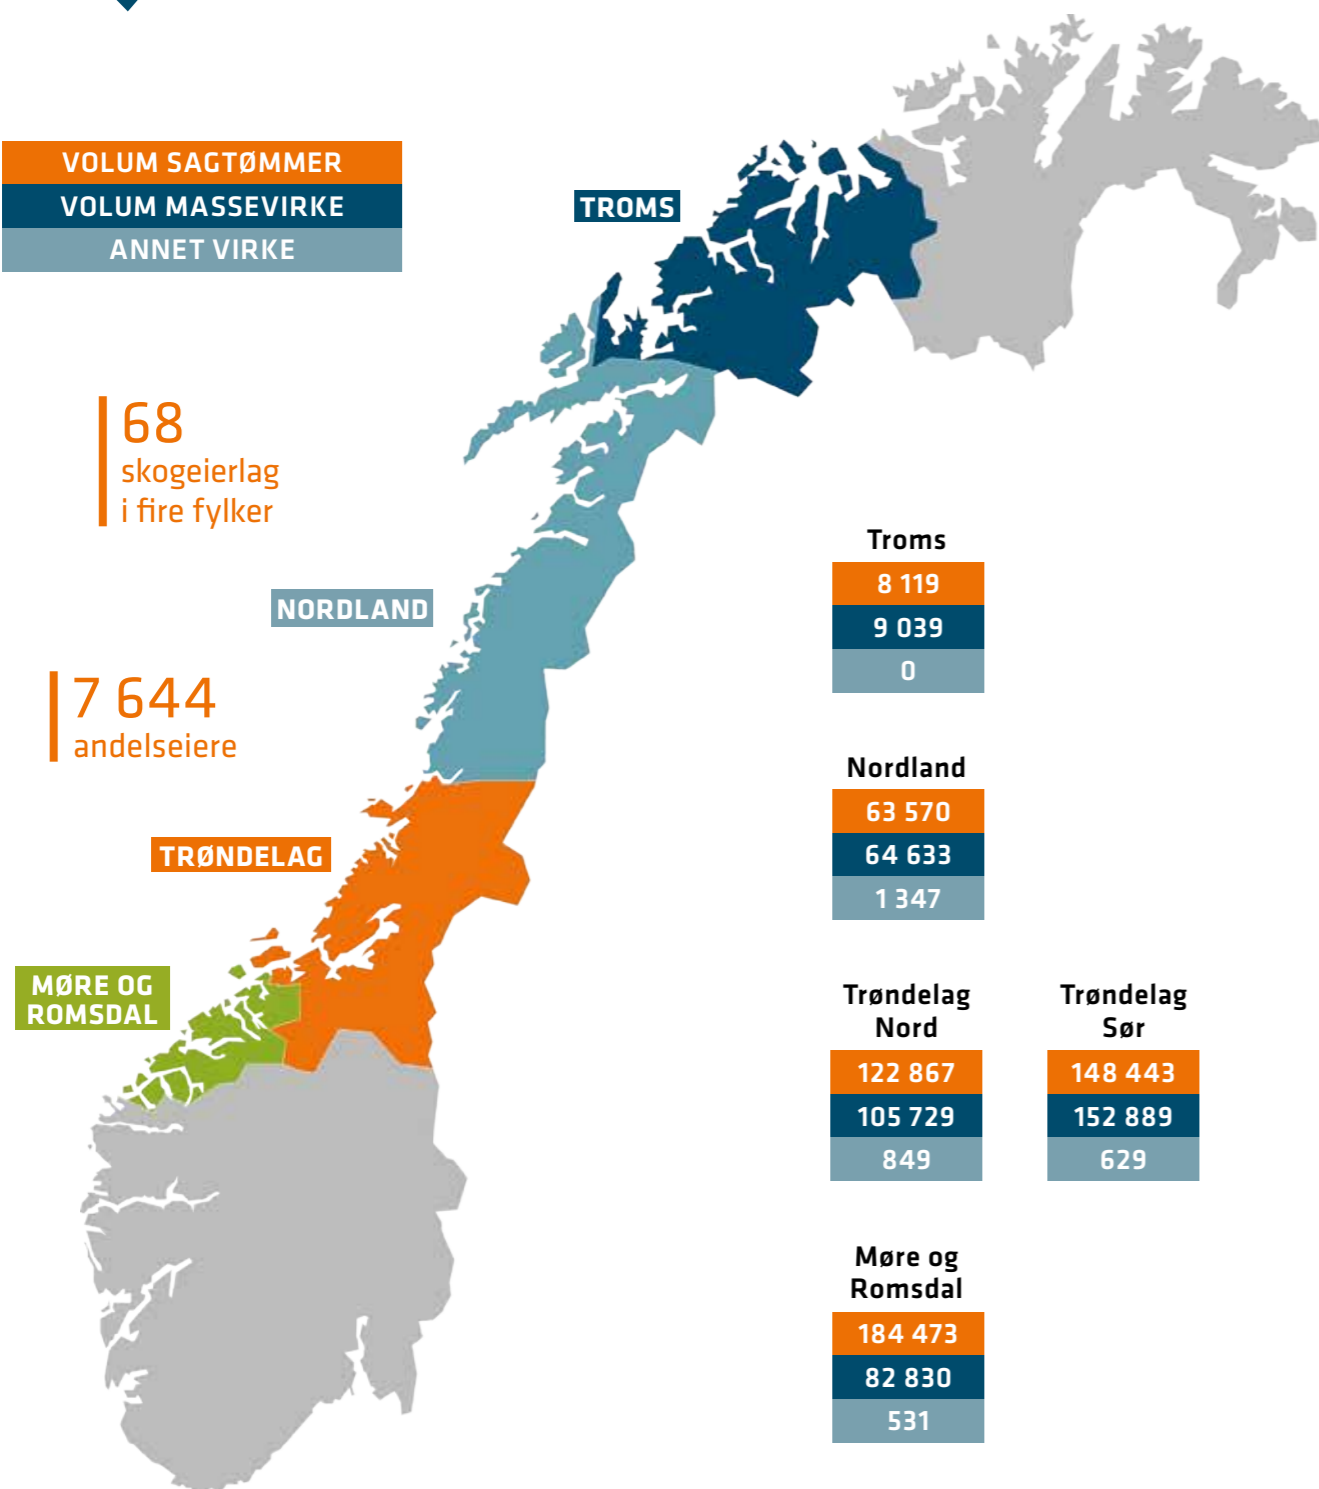 VOLUM SAGTØMMER
VOLUM MASSEVIRKE
ANNET VIRKE
TROMS
68
skogeierlag
i fire fylker
NORDLAND
7 644
andelseiere
TRØNDELAG
MØRE OG
ROMSDAL
Troms
8 119
9 039
0
Nordland
63 570
64 633
1 347
Trøndelag
Nord
122 867
105 729
849
Trøndelag
Sør
148 443
152 889
629
Møre og
Romsdal
184 473
82 830
531